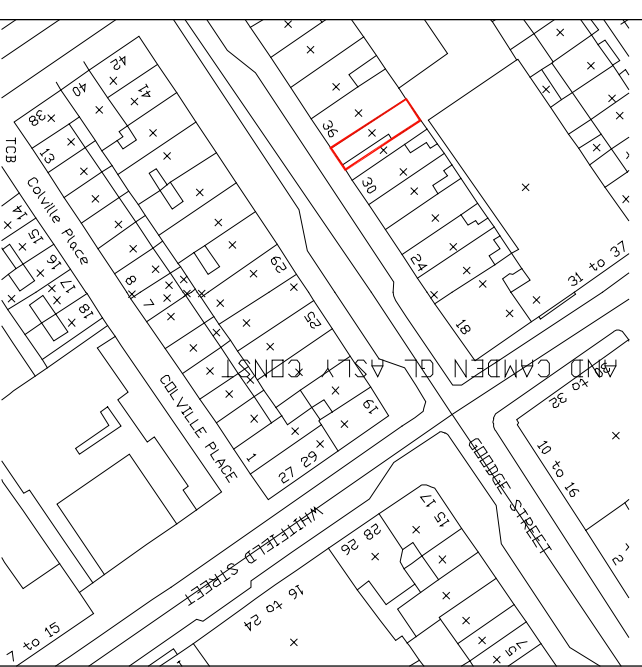 42
41
40
38
13
TCB
Colville Place
14
15
16
17
18
8
7
36
30
24
18
31 to 37
29
25
19
AND CAMDEN GL ASLY CONST
COLVILLE PLACE
1
27 29
GOODGE STREET
10 to 16
2
WHITFIELD STREET
15 17
26 28
16 to 24
7 to 15
75